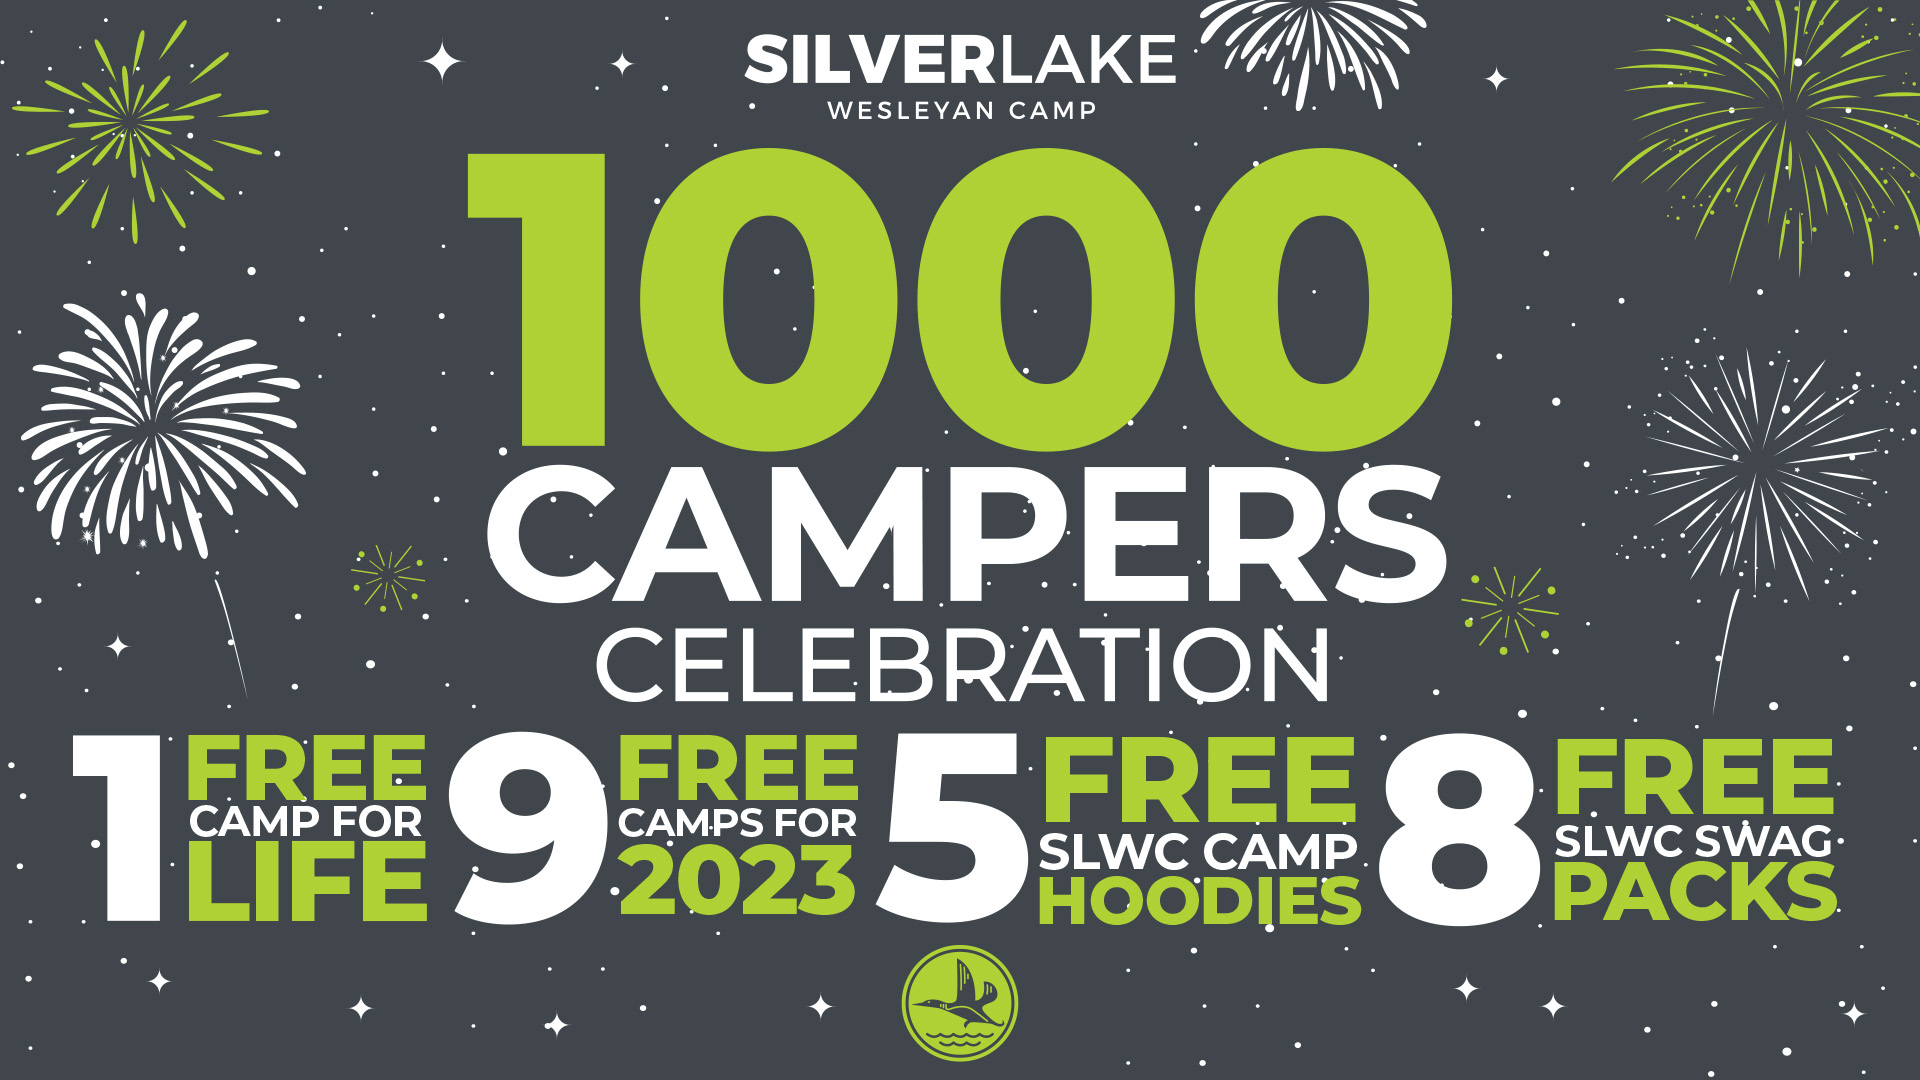 SILVERLAKE
WESLEYAN CAMP
1000
CAMPERS
CELEBRATION
1 FREE
CAMP FOR
LIFE
9 FREE
CAMPS FOR
2023
5 FREE
SLWC CAMP
HOODIES
8 FREE
SLWC SWAG
PACKS